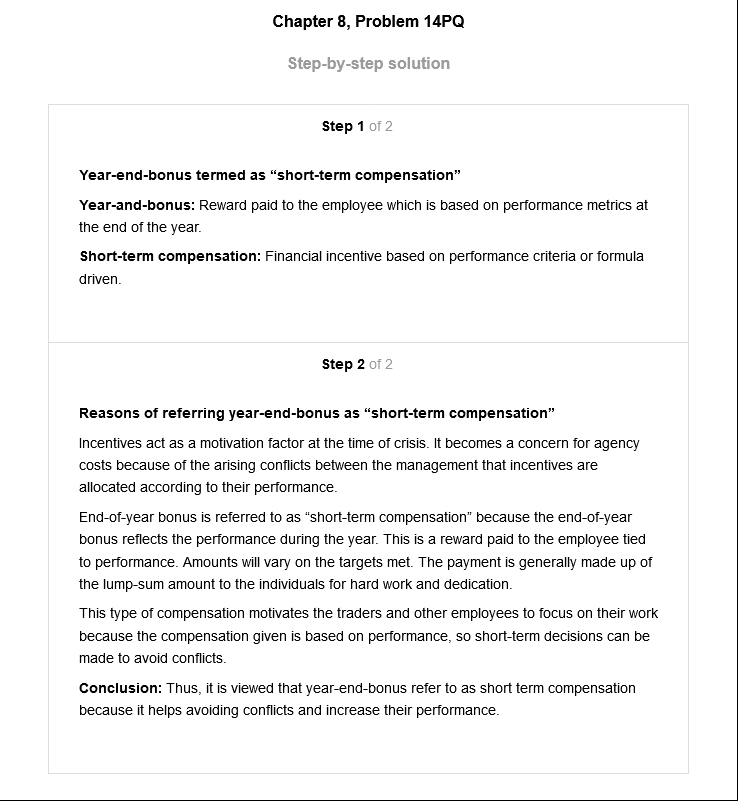 Chapter 8, Problem 14PQ
Step-by-step solution
Step 1 of 2
Year-end-bonus termed as “short-term compensation”
Year-and-bonus: Reward paid to the employee which is based on performance metrics at
the end of the year.
Short-term compensation: Financial incentive based on performance criteria or formula
driven.
Step 2 of 2
Reasons of referring year-end-bonus as “short-term compensation”
Incentives act as a motivation factor at the time of crisis. It becomes a concern for agency
costs because of the arising conflicts between the management that incentives are
allocated according to their performance.
End-of-year bonus is referred to as “short-term compensation” because the end-of-year
bonus reflects the performance during the year. This is a reward paid to the employee tied
to performance. Amounts will vary on the targets met. The payment is generally made up of
the lump-sum amount to the individuals for hard work and dedication.
This type of compensation motivates the traders and other employees to focus on their work
because the compensation given is based on performance, so short-term decisions can be
made to avoid conflicts.
Conclusion: Thus, it is viewed that year-end-bonus refer to as short term compensation
because it helps avoiding conflicts and increase their performance.